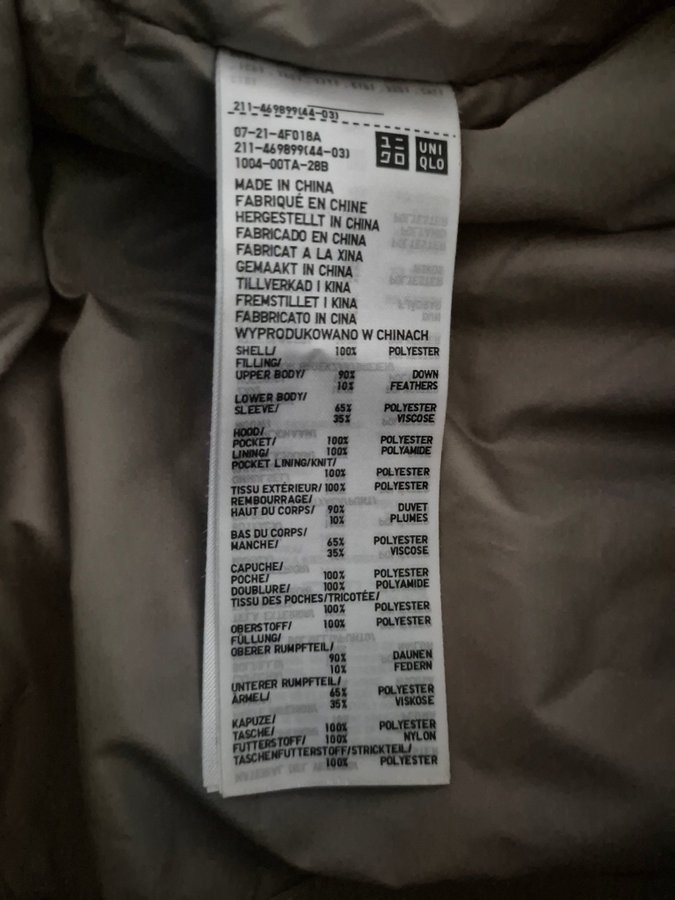 211-469899(44-03)
07-21-4F018A
211-469899(44-03)
1004-00TA-28B
ユニ
クロ
UNI
QLO
MADE IN CHINA
FABRIQUÉ EN CHINE
HERGESTELLT IN CHINA
FABRICADO EN CHINA
FABRICAT A LA XINA
GEMAAKT IN CHINA
TILLVERKAD I KINA
FREMSTILLET I KINA
FABBRICATO IN CINA
WYPRODUKOWANO W CHINACH
SHELL/ 100% POLYESTER
FILLING/
UPPER BODY/ 90% DOWN
10% FEATHERS
LOWER BODY/
SLEEVE/ 65% POLYESTER
35% VISCOSE
HOOD/
POCKET/ 100% POLYESTER
LINING/ 100% POLYAMIDE
POCKET LINING/KNIT/
100% POLYESTER
TISSU EXTÉRIEUR/ 100% POLYESTER
REMBOURRAGE/
HAUT DU CORPS/ 90% DUVET
10% PLUMES
BAS DU CORPS/
MANCHE/ 65% POLYESTER
35% VISCOSE
CAPUCHE/
POCHE/ 100% POLYESTER
DOUBLURE/ 100% POLYAMIDE
TISSU DES POCHES/TRICOTÉE/
100% POLYESTER
OBERSTOFF/ 100% POLYESTER
FÜLLUNG/
OBERER RUMPFTEIL/
90% DAUNEN
10% FEDERN
UNTERER RUMPFTEIL/
ÄRMEL/ 65% POLYESTER
35% VISKOSE
KAPUZE/
TASCHE/ 100% POLYESTER
FUTTERSTOFF/ 100% NYLON
TASCHENFUTTERSTOFF/STRICKTEIL/
100% POLYESTER